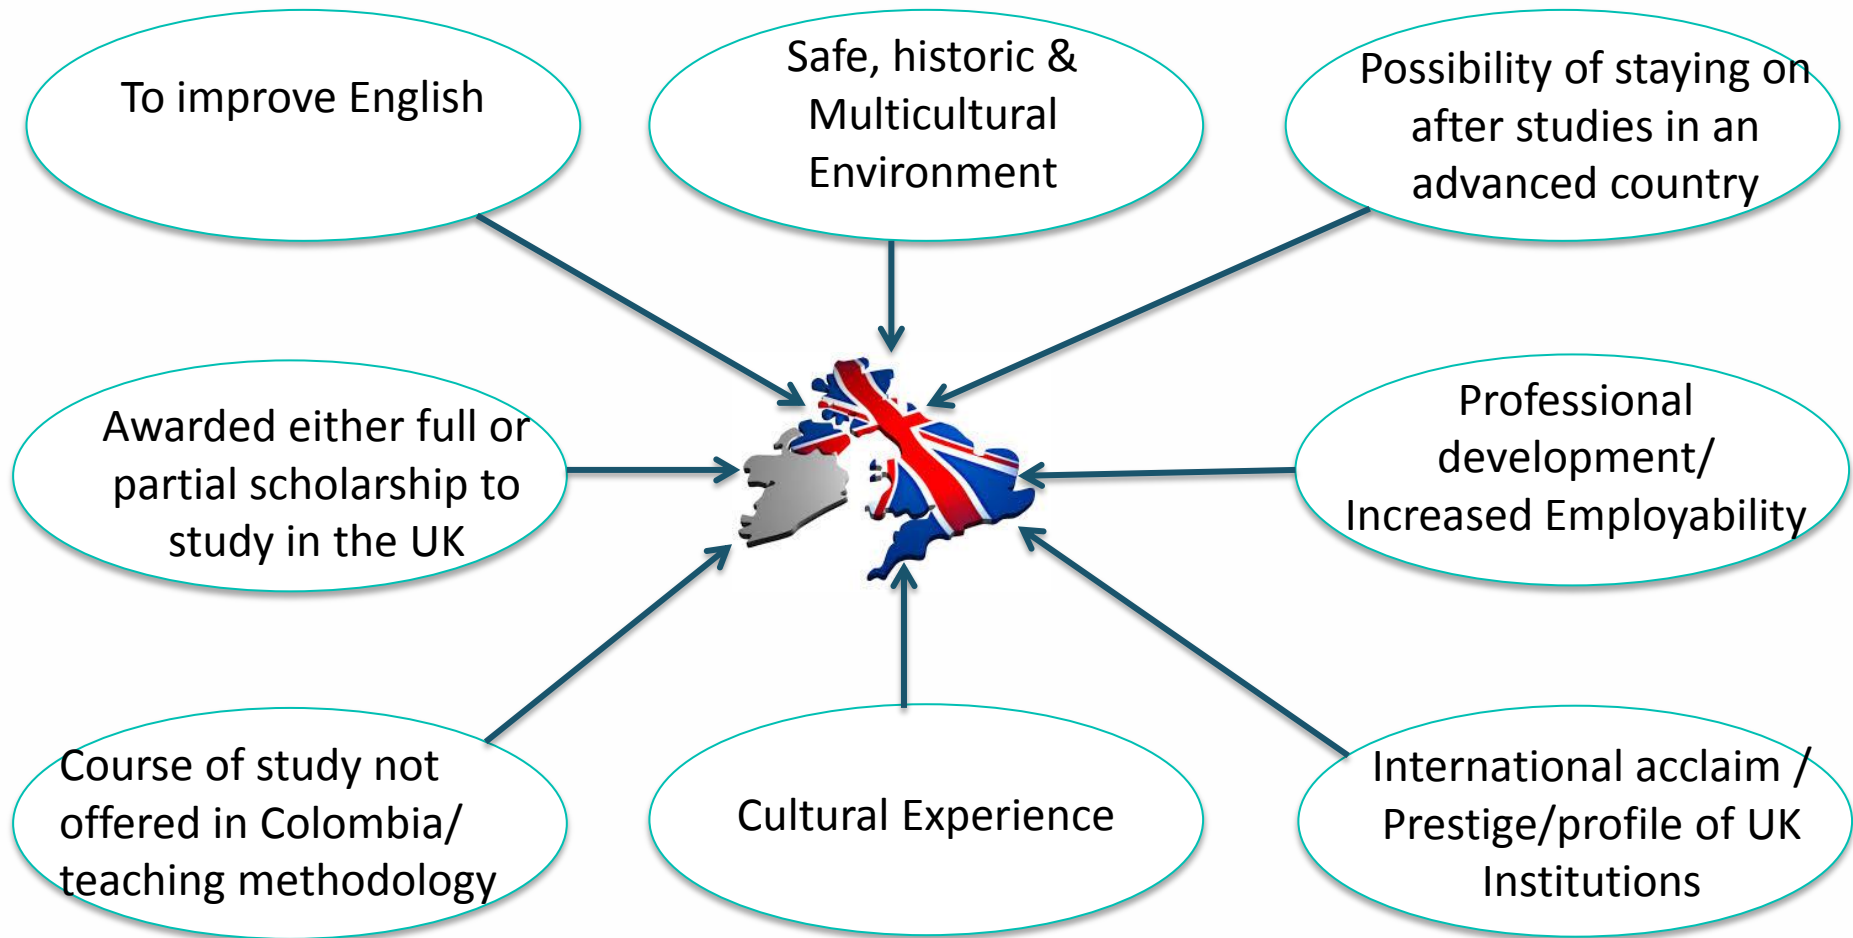 To improve English
Safe, historic &
Multicultural
Environment
Possibility of staying on
after studies in an
advanced country
Awarded either full or
partial scholarship to
study in the UK
Professional
development/
Increased Employability
Course of study not
offered in Colombia/
teaching methodology
Cultural Experience
International acclaim /
Prestige/profile of UK
Institutions